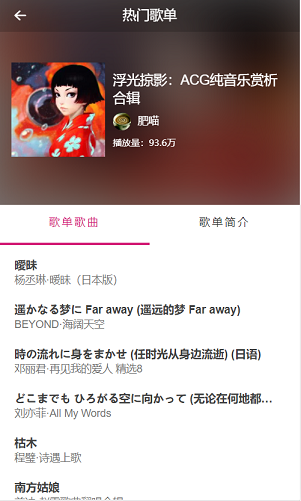 热门歌单
浮光掠影：ACG纯音乐赏析
合辑
肥喵
播放量：93.6万
歌单歌曲
歌单简介
曖昧
杨丞琳·暧昧（日本版）
遥かなる梦に Far away (遥远的梦 Far away)
BEYOND·海阔天空
時の流れに身をまかせ (任时光从身边流逝) (日语)
邓丽君·再见我的爱人 精选8
どこまでも ひろがる空に向かって (无论在何地都…
刘亦菲·All My Words
枯木
程璧·诗遇上歌
南方姑娘